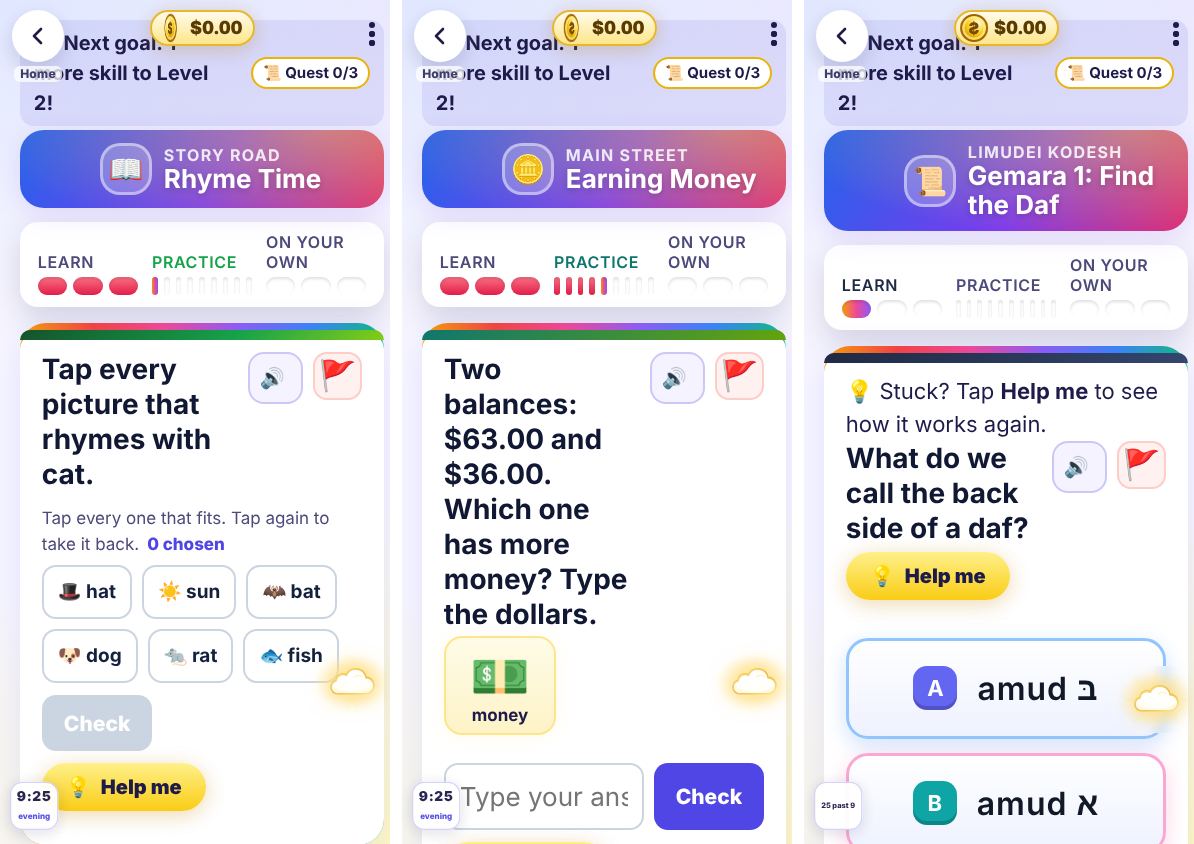 $0.00
Next goal:
re skill to Level
Home
2!
Quest 0/3
STORY ROAD
Rhyme Time
LEARN
PRACTICE
ON YOUR
OWN
Tap every
picture that
rhymes with
cat.
Tap every one that fits. Tap again to
take it back. 0 chosen
hat
sun
bat
dog
rat
fish
Check
Help me
9:25
evening
$0.00
Next goal:
re skill to Level
Home
2!
Quest 0/3
MAIN STREET
Earning Money
LEARN
PRACTICE
ON YOUR
OWN
Two
balances:
$63.00 and
$36.00.
Which one
has more
money? Type
the dollars.
money
Type your ans
Check
9:25
evening
$0.00
Next goal:
re skill to Level
Home
2!
Quest 0/3
LIMUDEI KODESH
Gemara 1: Find
the Daf
LEARN
PRACTICE
ON YOUR
OWN
Stuck? Tap Help me to see
how it works again.
What do we
call the back
side of a daf?
Help me
A amud בּ
B amud א
25 past 9